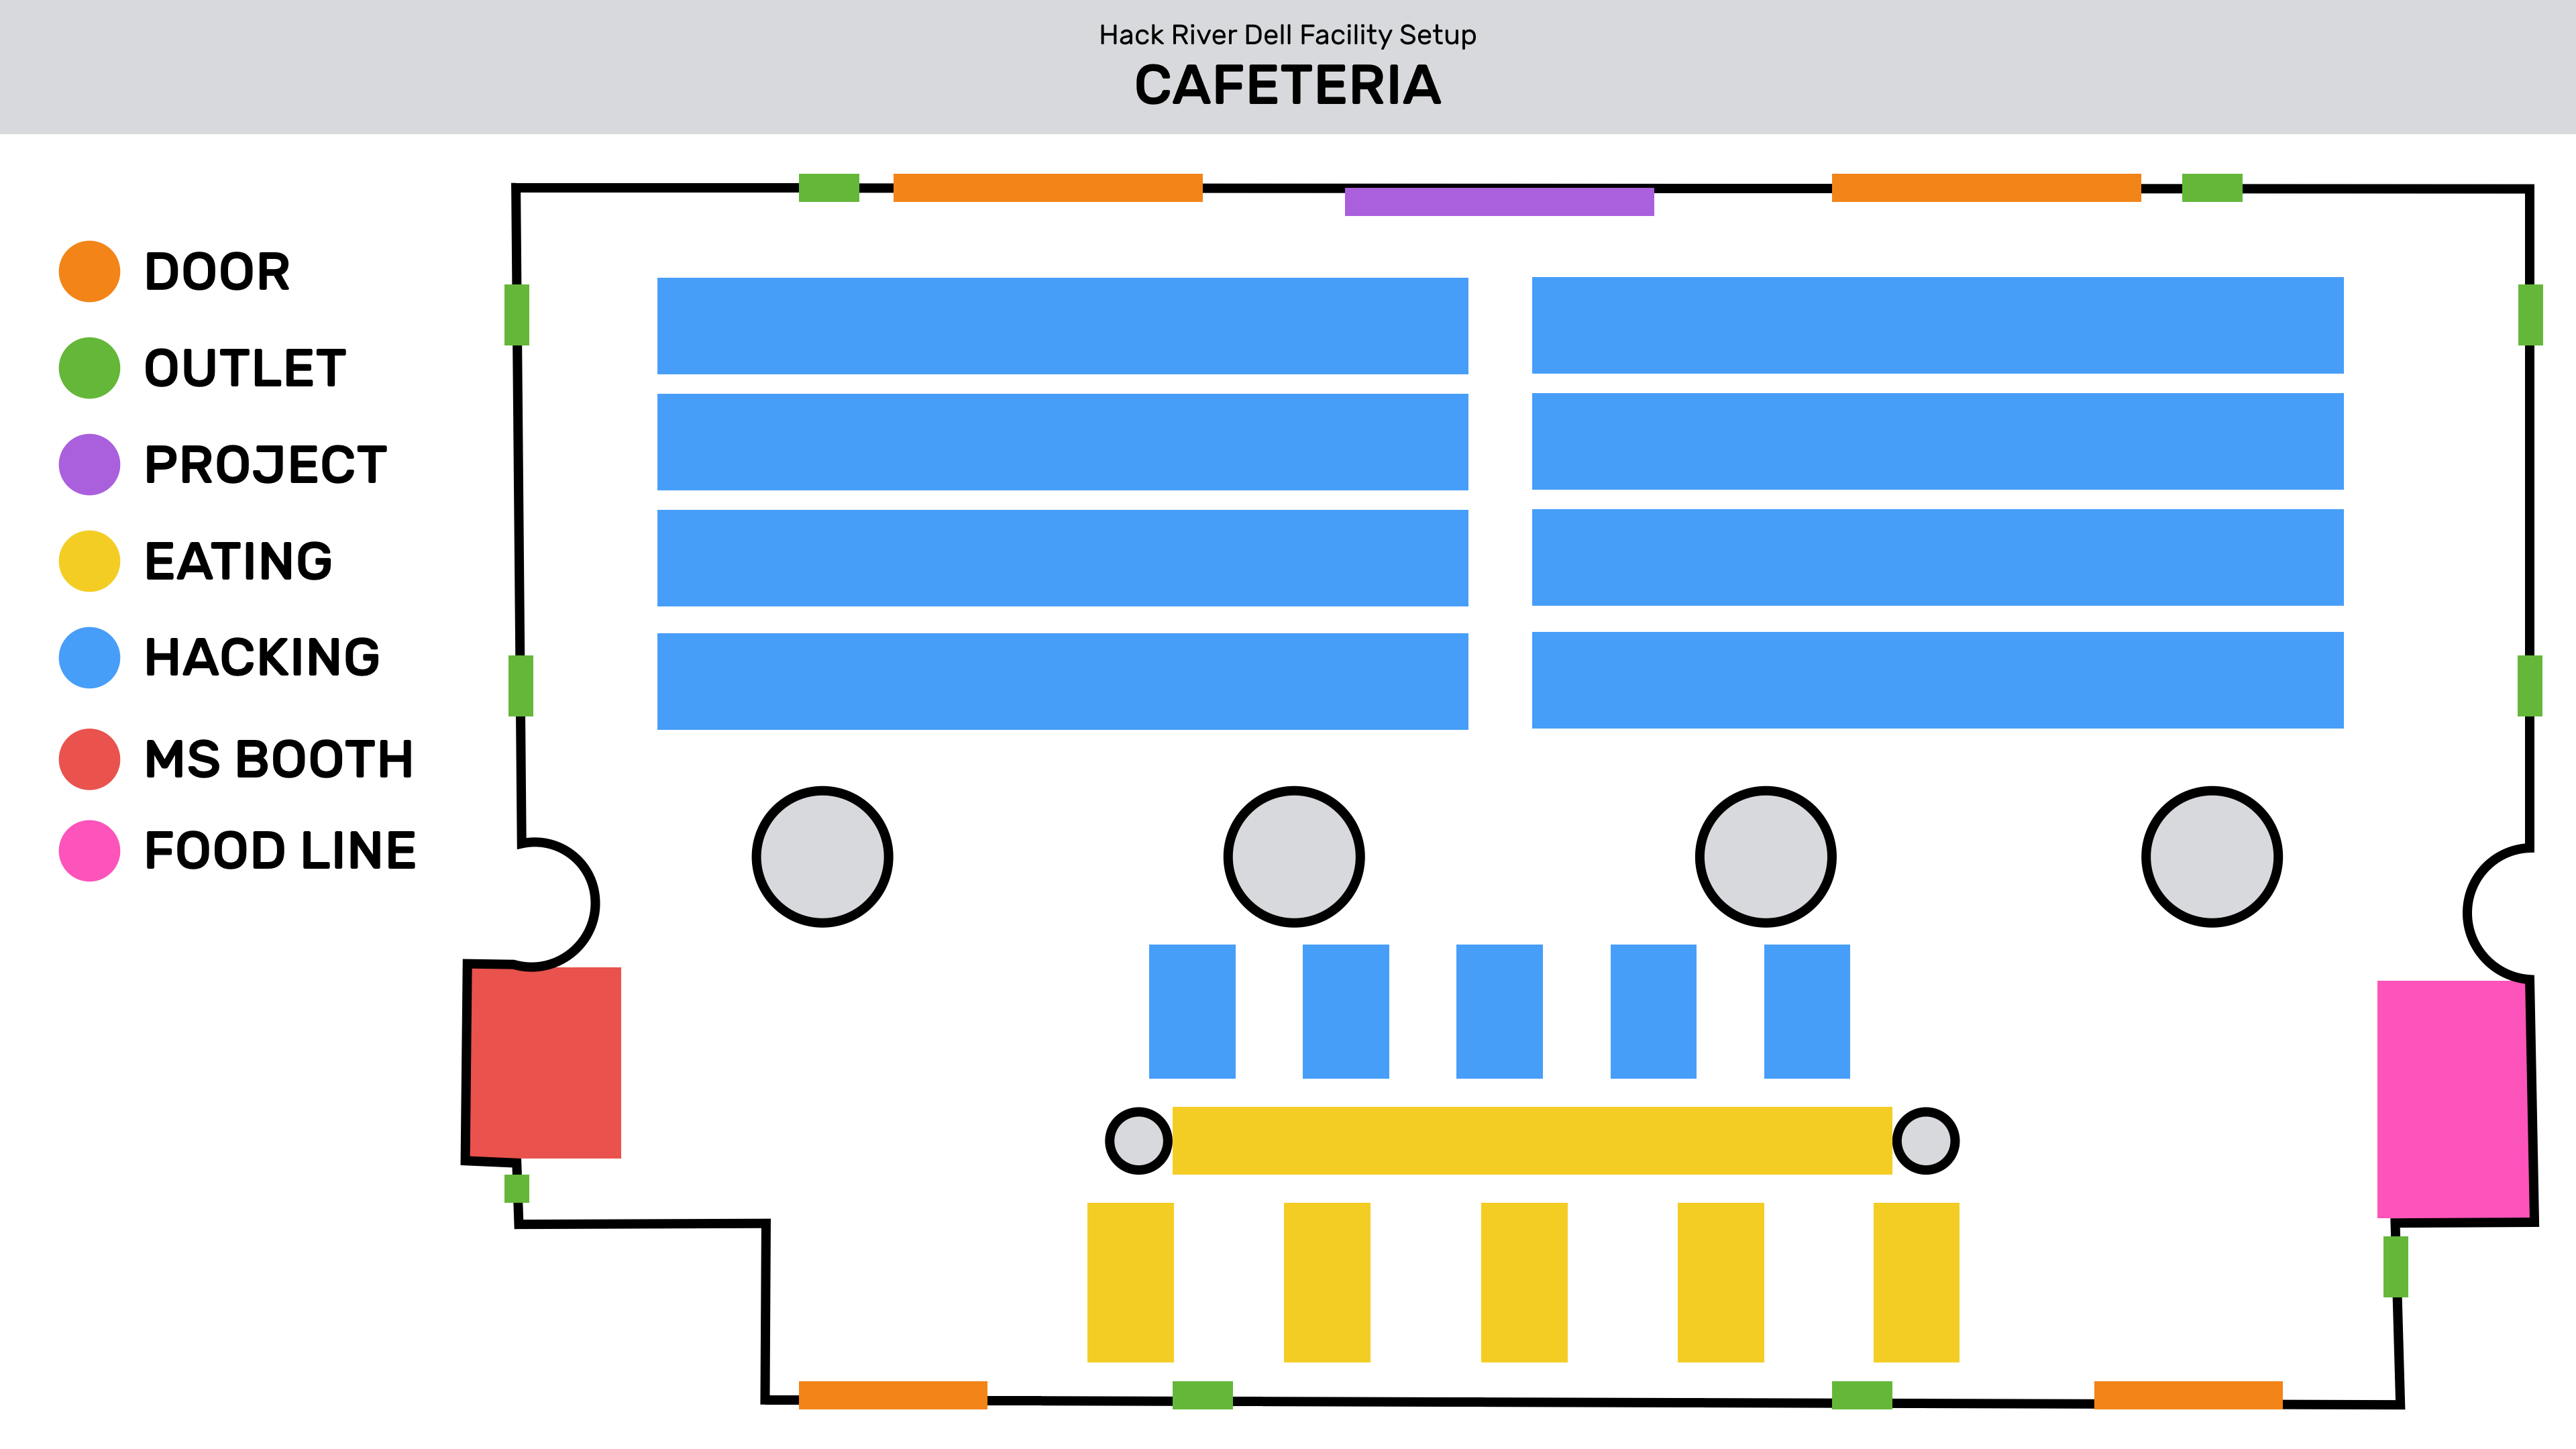 Hack River Dell Facility Setup
CAFETERIA
DOOR
OUTLET
PROJECT
EATING
HACKING
MS BOOTH
FOOD LINE